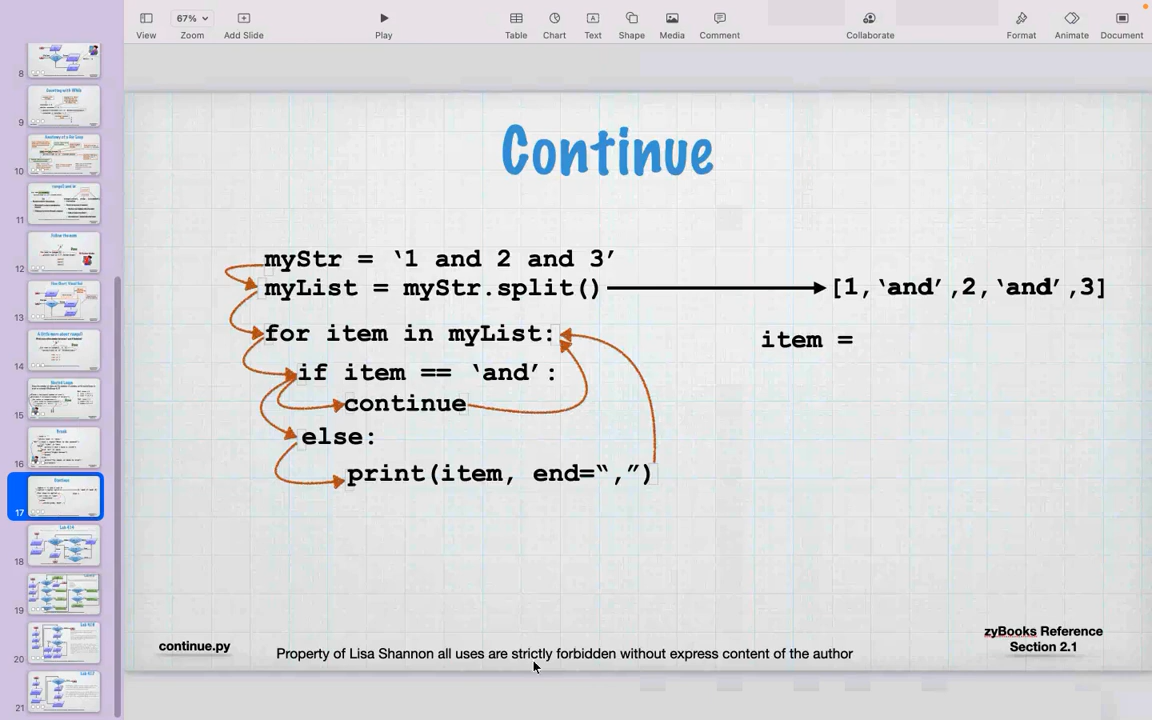 67%
View
Zoom
Add Slide
Play
Table
Chart
Text
Shape
Media
Comment
Collaborate
Format
Animate
Document
8
9
10
11
12
13
14
15
16
17
18
19
20
21
Continue
myStr = ‘1 and 2 and 3’
myList = myStr.split()
[1,‘and’,2,‘and’,3]
for item in myList:
item =
if item == ‘and’:
continue
else:
print(item, end=“,”)
continue.py
zyBooks Reference
Section 2.1
Property of Lisa Shannon all uses are strictly forbidden without express content of the author